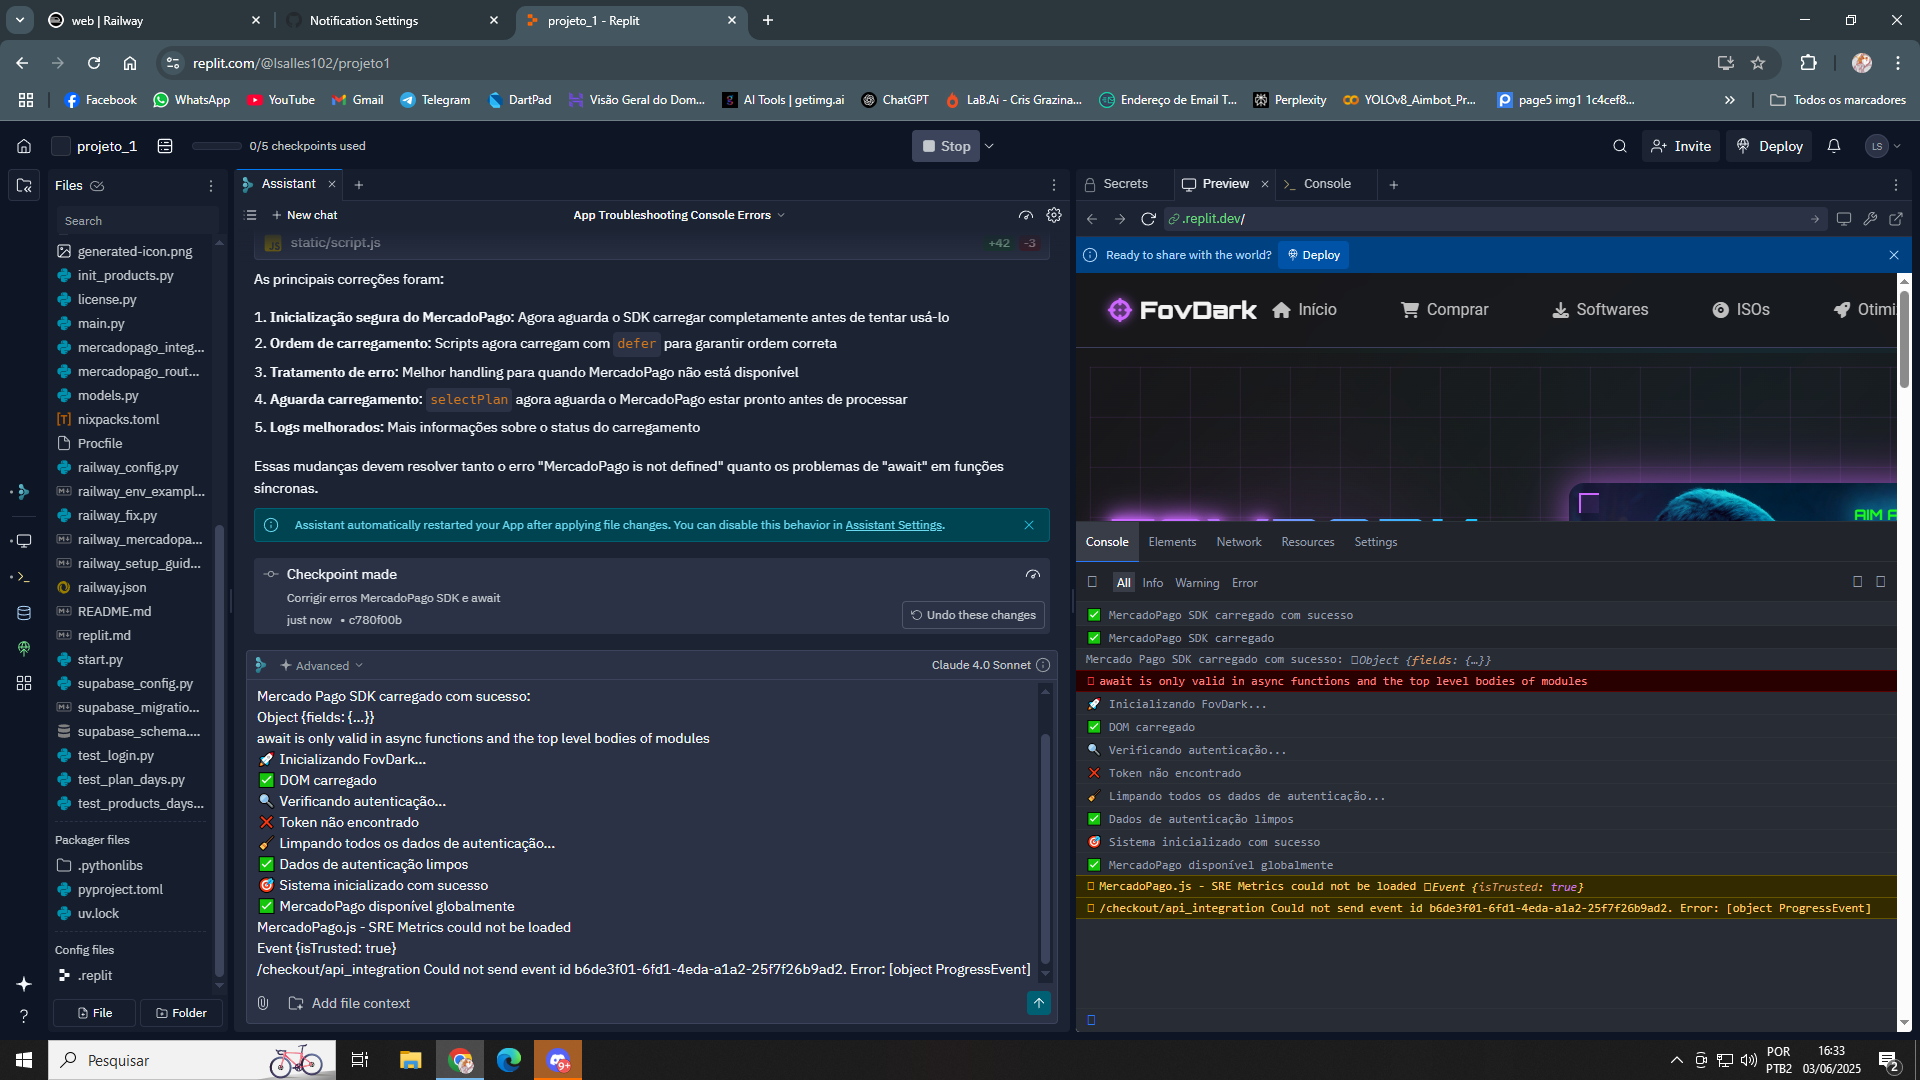 web | Railway
Notification Settings
projeto_1 - Replit
replit.com/@lsalles102/projeto1
Facebook
WhatsApp
YouTube
Gmail
Telegram
DartPad
Visão Geral do Dom...
AI Tools | getimg.ai
ChatGPT
LaB.Ai - Cris Grazina...
Endereço de Email T...
Perplexity
YOLOv8_Aimbot_Pr...
page5 img1 1c4cef8...
Todos os marcadores
projeto_1
0/5 checkpoints used
Stop
Invite
Deploy
LS
Files
Search
generated-icon.png
init_products.py
license.py
main.py
mercadopago_integ...
mercadopago_rout...
models.py
nixpacks.toml
Procfile
railway_config.py
railway_env_exampl...
railway_fix.py
railway_mercadopa...
railway_setup_guid...
railway.json
README.md
replit.md
start.py
supabase_config.py
supabase_migratio...
supabase_schema....
test_login.py
test_plan_days.py
test_products_days...
Packager files
.pythonlibs
pyproject.toml
uv.lock
Config files
.replit
File
Folder
Assistant
New chat
App Troubleshooting Console Errors
static/script.js
+42 -3
As principais correções foram:
1. Inicialização segura do MercadoPago: Agora aguarda o SDK carregar completamente antes de tentar usá-lo
2. Ordem de carregamento: Scripts agora carregam com defer para garantir ordem correta
3. Tratamento de erro: Melhor handling para quando MercadoPago não está disponível
4. Aguarda carregamento: selectPlan agora aguarda o MercadoPago estar pronto antes de processar
5. Logs melhorados: Mais informações sobre o status do carregamento
Essas mudanças devem resolver tanto o erro "MercadoPago is not defined" quanto os problemas de "await" em funções
síncronas.
Assistant automatically restarted your App after applying file changes. You can disable this behavior in Assistant Settings.
Checkpoint made
Corrigir erros MercadoPago SDK e await
just now • c780f00b
Undo these changes
Advanced
Claude 4.0 Sonnet
Mercado Pago SDK carregado com sucesso:
Object {fields: {…}}
await is only valid in async functions and the top level bodies of modules
🚀 Inicializando FovDark...
✅ DOM carregado
🔍 Verificando autenticação...
❌ Token não encontrado
🧹 Limpando todos os dados de autenticação...
✅ Dados de autenticação limpos
🎯 Sistema inicializado com sucesso
✅ MercadoPago disponível globalmente
MercadoPago.js - SRE Metrics could not be loaded
Event {isTrusted: true}
/checkout/api_integration Could not send event id b6de3f01-6fd1-4eda-a1a2-25f7f26b9ad2. Error: [object ProgressEvent]
Add file context
Secrets
Preview
Console
.replit.dev/
Ready to share with the world?
Deploy
FovDark
Início
Comprar
Softwares
ISOs
Otimi
Console
Elements
Network
Resources
Settings
All
Info
Warning
Error
✅ MercadoPago SDK carregado com sucesso
✅ MercadoPago SDK carregado
Mercado Pago SDK carregado com sucesso: Object {fields: {…}}
await is only valid in async functions and the top level bodies of modules
🚀 Inicializando FovDark...
✅ DOM carregado
🔍 Verificando autenticação...
❌ Token não encontrado
🧹 Limpando todos os dados de autenticação...
✅ Dados de autenticação limpos
🎯 Sistema inicializado com sucesso
✅ MercadoPago disponível globalmente
MercadoPago.js - SRE Metrics could not be loaded Event {isTrusted: true}
/checkout/api_integration Could not send event id b6de3f01-6fd1-4eda-a1a2-25f7f26b9ad2. Error: [object ProgressEvent]
Pesquisar
9+
POR
PTB2
16:33
03/06/2025
2